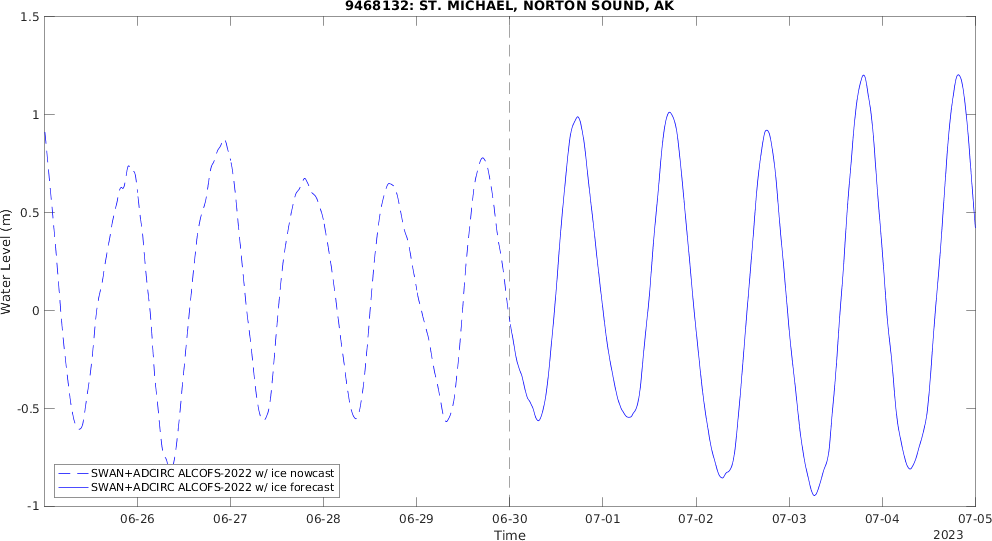 9468132: ST. MICHAEL, NORTON SOUND, AK
1.5
1
0.5
0
-0.5
-1
Water Level (m)
SWAN+ADCIRC ALCOFS-2022 w/ ice nowcast
SWAN+ADCIRC ALCOFS-2022 w/ ice forecast
06-26 06-27 06-28 06-29 06-30 07-01 07-02 07-03 07-04 07-05
Time
2023